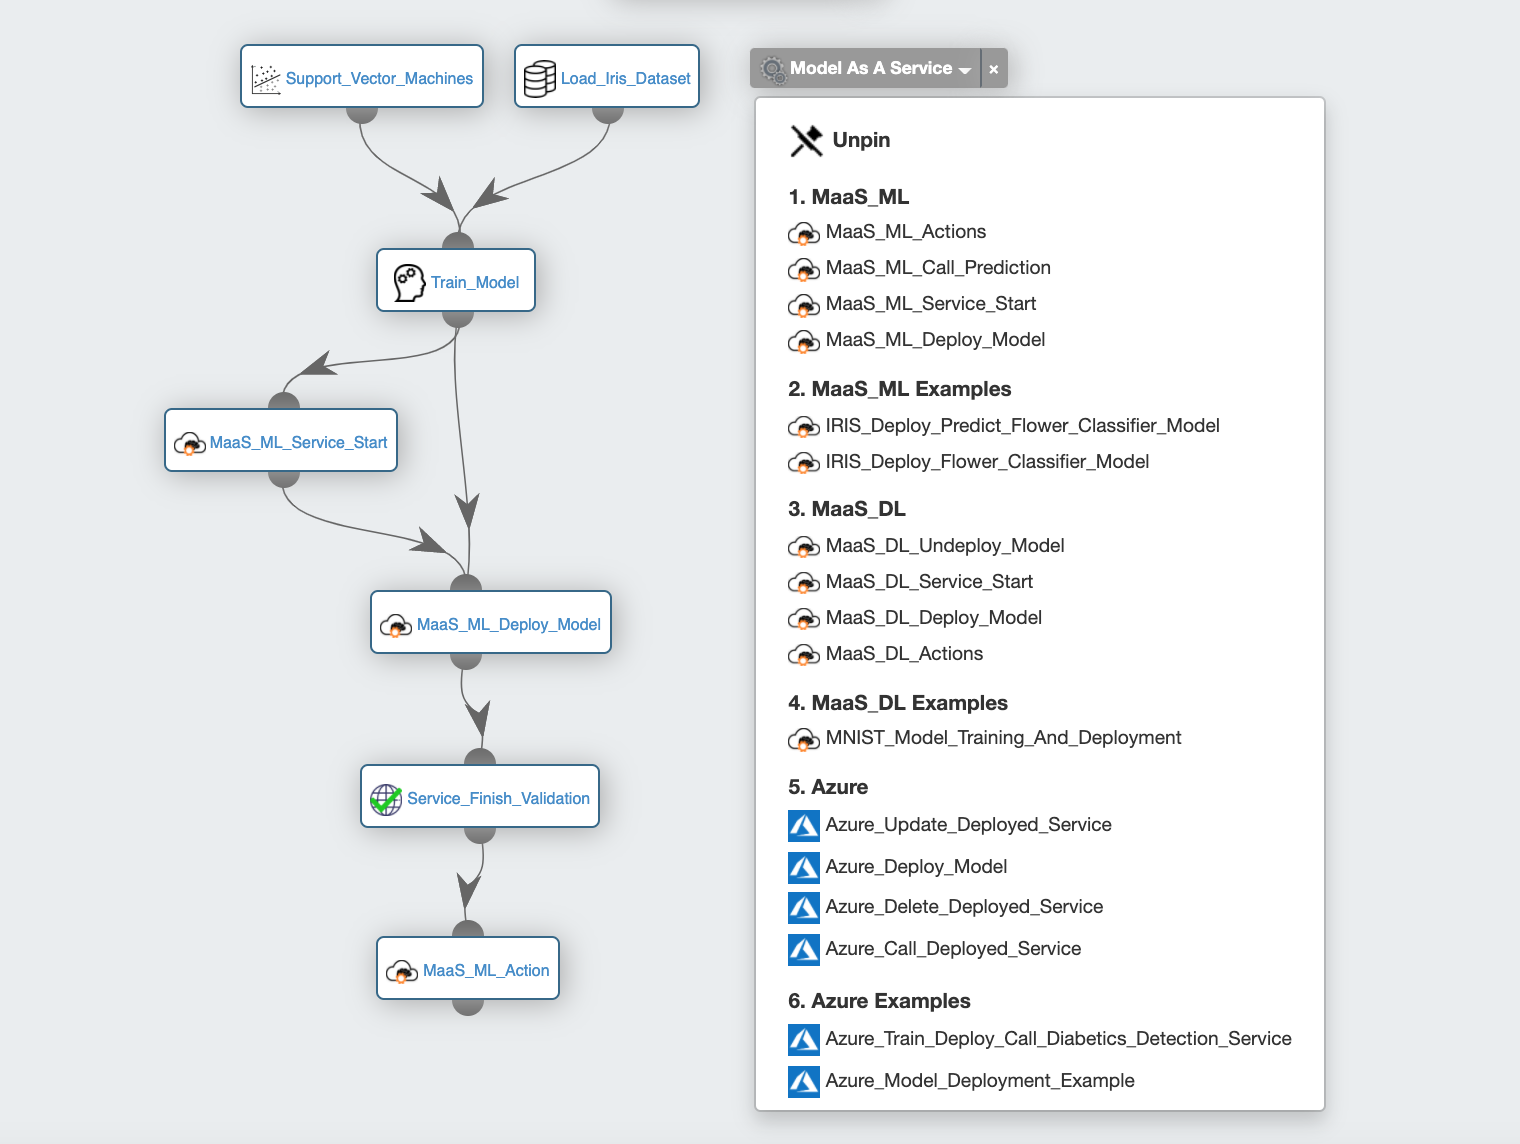 Support_Vector_Machines
Load_Iris_Dataset
Train_Model
MaaS_ML_Service_Start
MaaS_ML_Deploy_Model
Service_Finish_Validation
MaaS_ML_Action
Model As A Service ×
Unpin
1. MaaS_ML
MaaS_ML_Actions
MaaS_ML_Call_Prediction
MaaS_ML_Service_Start
MaaS_ML_Deploy_Model
2. MaaS_ML Examples
IRIS_Deploy_Predict_Flower_Classifier_Model
IRIS_Deploy_Flower_Classifier_Model
3. MaaS_DL
MaaS_DL_Undeploy_Model
MaaS_DL_Service_Start
MaaS_DL_Deploy_Model
MaaS_DL_Actions
4. MaaS_DL Examples
MNIST_Model_Training_And_Deployment
5. Azure
Azure_Update_Deployed_Service
Azure_Deploy_Model
Azure_Delete_Deployed_Service
Azure_Call_Deployed_Service
6. Azure Examples
Azure_Train_Deploy_Call_Diabetics_Detection_Service
Azure_Model_Deployment_Example